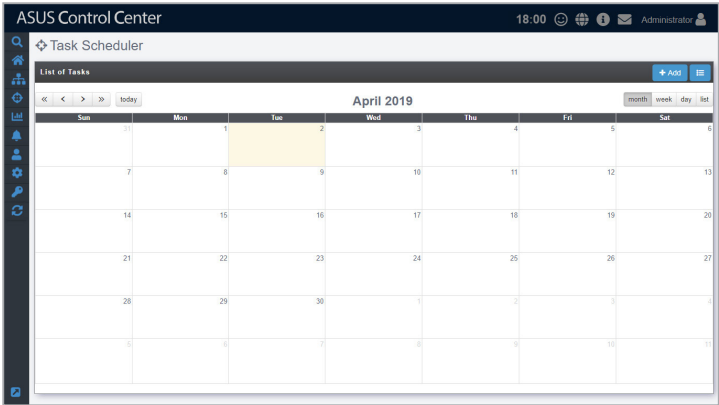 ASUS Control Center
18:00 Administrator
Task Scheduler
List of Tasks
+ Add
« < > » today
April 2019
month week day list
Sun Mon Tue Wed Thu Fri Sat
31 1 2 3 4 5 6
7 8 9 10 11 12 13
14 15 16 17 18 19 20
21 22 23 24 25 26 27
28 29 30 1 2 3 4
5 6 7 8 9 10 11